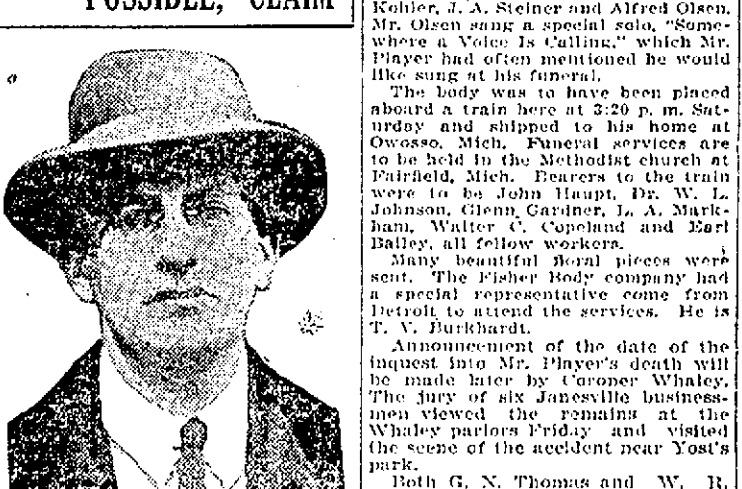 POSSIBLE, CLAIM
Kohler, J. A. Steiner and Alfred Olsen.
Mr. Olsen sang a special solo, "Some-
where a Voice Is Calling," which Mr.
Player had often mentioned he would
like sung at his funeral.
The body was to have been placed
aboard a train here at 3:20 p. m. Sat-
urday and shipped to his home at
Owosso, Mich. Funeral services are
to be held in the Methodist church at
Fairfield, Mich. Bearers to the train
were to be John Haupt, Dr. W. L.
Johnson, Glenn Gardner, L. A. Mark-
ham, Walter C. Copeland and Earl
Bailey, all fellow workers.
Many beautiful floral pieces were
sent. The Fisher Body company had
a special representative come from
Detroit to attend the services. He is
T. V. Burkhardt.
Announcement of the date of the
inquest into Mr. Player's death will
be made later by Coroner Whaley.
The jury of six Janesville business-
men viewed the remains at the
Whaley parlors Friday and visited
the scene of the accident near Yost's
park.
Both G. N. Thomas and W. R.